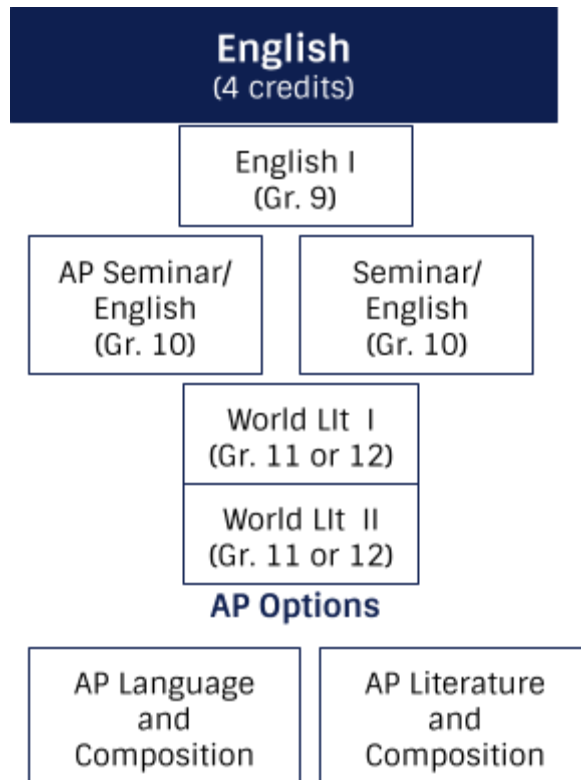 English
(4 credits)
English I
(Gr. 9)
AP Seminar/
English
(Gr. 10)
Seminar/
English
(Gr. 10)
World LIt I
(Gr. 11 or 12)
World LIt II
(Gr. 11 or 12)
AP Options
AP Language
and
Composition
AP Literature
and
Composition